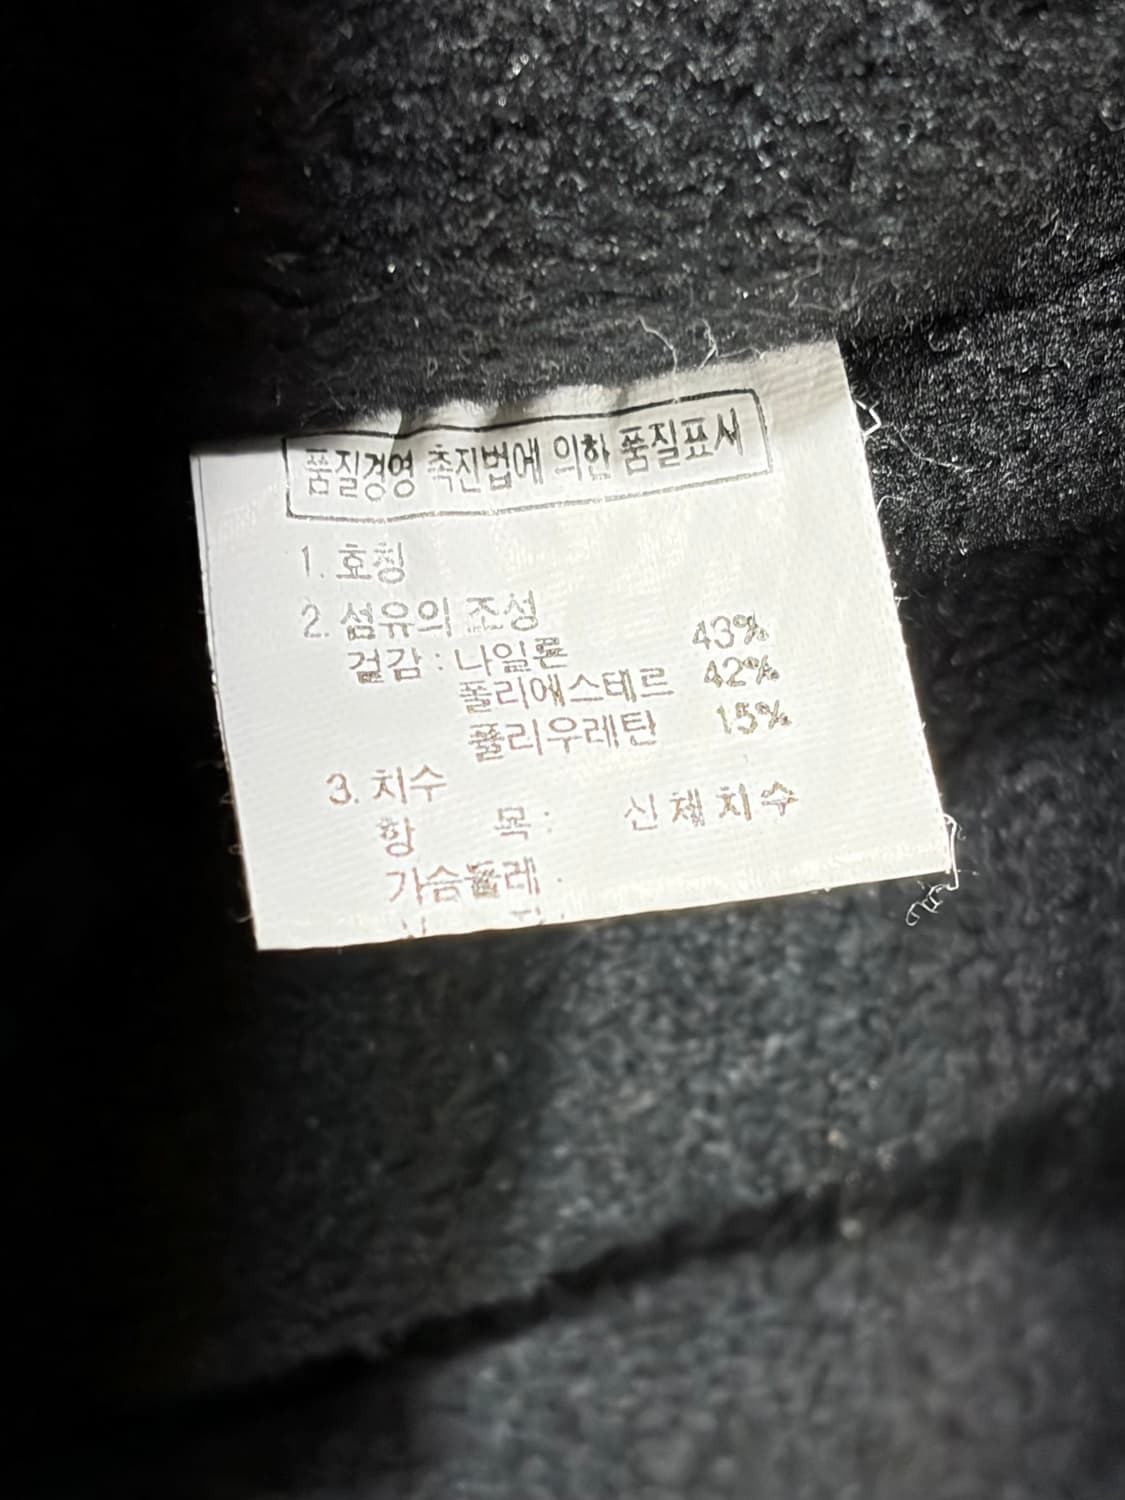 품질경영 촉진법에 의한 품질표시
1. 호칭
2. 섬유의 조성
겉감 : 나일론 43%
폴리에스테르 42%
폴리우레탄 15%
3. 치수
항 목 : 신체치수
가슴둘레 :